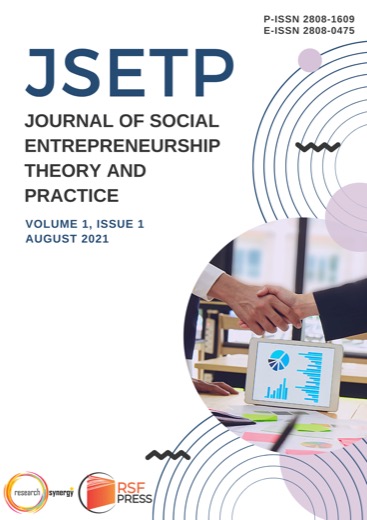 P-ISSN 2808-1609
E-ISSN 2808-0475
JSETP
JOURNAL OF SOCIAL
ENTREPRENEURSHIP
THEORY AND
PRACTICE
VOLUME 1, ISSUE 1
AUGUST 2021
research synergy
RSF
PRESS